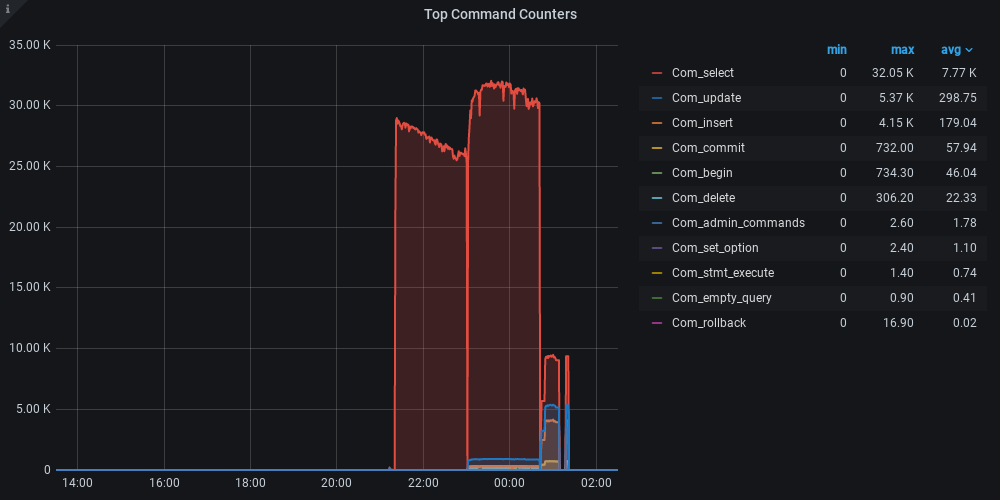 i
Top Command Counters
35.00 K
30.00 K
25.00 K
20.00 K
15.00 K
10.00 K
5.00 K
0
14:00 16:00 18:00 20:00 22:00 00:00 02:00
min max avg
Com_select 0 32.05 K 7.77 K
Com_update 0 5.37 K 298.75
Com_insert 0 4.15 K 179.04
Com_commit 0 732.00 57.94
Com_begin 0 734.30 46.04
Com_delete 0 306.20 22.33
Com_admin_commands 0 2.60 1.78
Com_set_option 0 2.40 1.10
Com_stmt_execute 0 1.40 0.74
Com_empty_query 0 0.90 0.41
Com_rollback 0 16.90 0.02